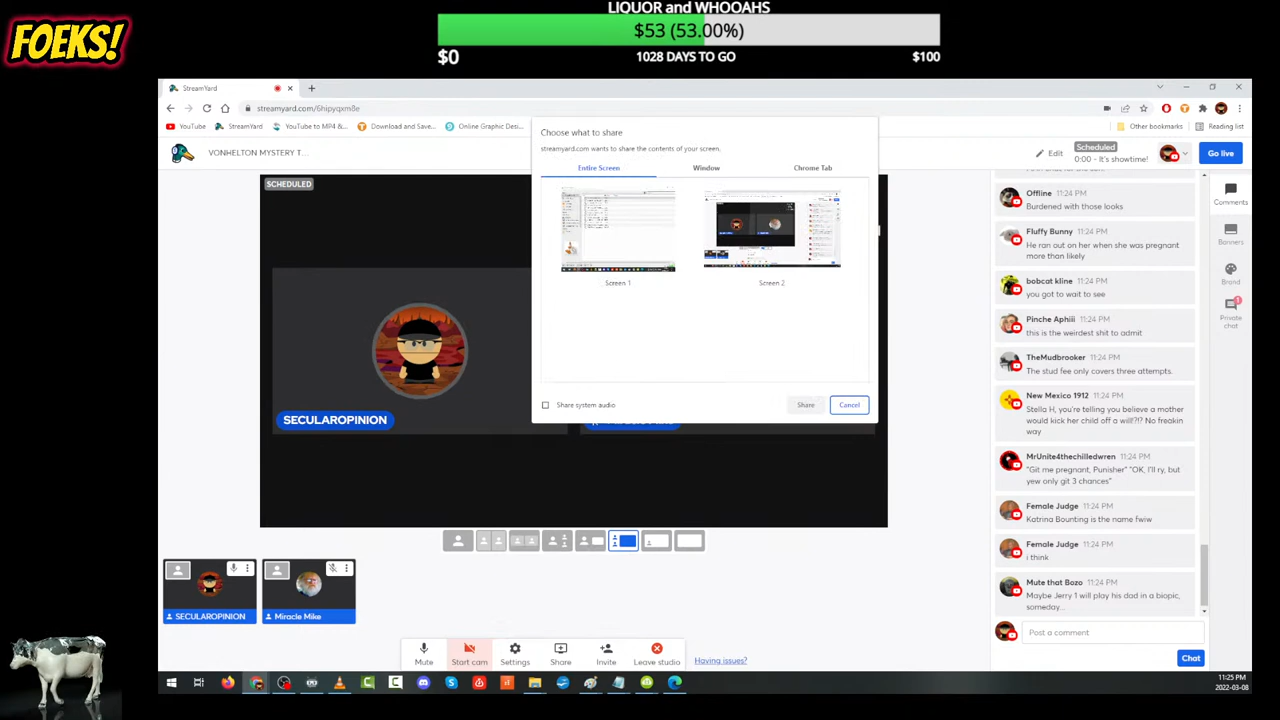 FOEKS!
LIQUOR and WHOOAHS
$53 (53.00%)
$0
1028 DAYS TO GO
$100
StreamYard
streamyard.com/6hipyqxm8e
YouTube
StreamYard
YouTube to MP4 &...
Download and Save...
Online Graphic Desi...
Other bookmarks
Reading list
VONHELTON MYSTERY T...
Edit
Scheduled
0:00 - It's showtime!
Go live
Choose what to share
streamyard.com wants to share the contents of your screen.
Entire Screen
Window
Chrome Tab
Screen 1
Screen 2
Share system audio
Share
Cancel
SCHEDULED
SECULAROPINION
SECULAROPINION
Miracle Mike
Mute
Start cam
Settings
Share
Invite
Leave studio
Having issues?
Offline 11:24 PM
Burdened with those looks
Fluffy Bunny 11:24 PM
He ran out on her when she was pregnant
more than likely
bobcat kline 11:24 PM
you got to wait to see
Pinche Aphiii 11:24 PM
this is the weirdest shit to admit
TheMudbrooker 11:24 PM
The stud fee only covers three attempts.
New Mexico 1912 11:24 PM
Stella H, you're telling you believe a mother
would kick her child off a will!?!? No freakin
way
MrUnite4thechilledwren 11:24 PM
"Git me pregnant, Punisher" "OK, I'll ry, but
yew only git 3 chances"
Female Judge 11:24 PM
Katrina Bounting is the name fwiw
Female Judge 11:24 PM
i think
Mute that Bozo 11:24 PM
Maybe Jerry 1 will play his dad in a biopic,
someday...
Post a comment
Chat
Comments
Banners
Brand
1
Private
chat
11:25 PM
2022-03-08